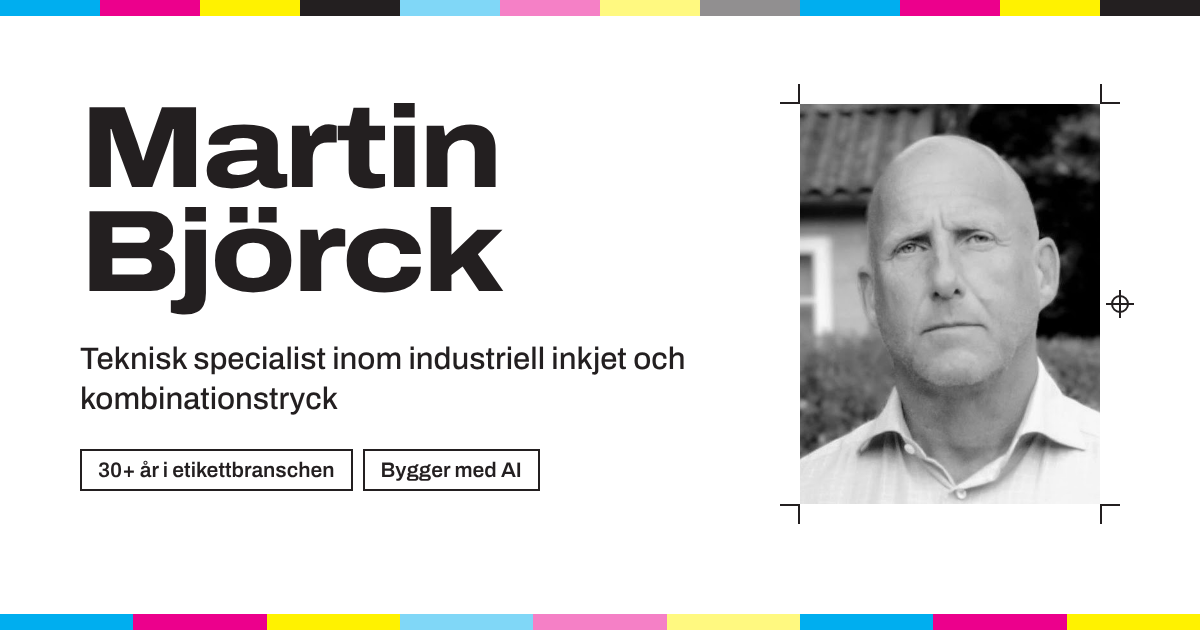 Martin
Björck
Teknisk specialist inom industriell inkjet och
kombinationstryck
30+ år i etikettbranschen
Bygger med AI